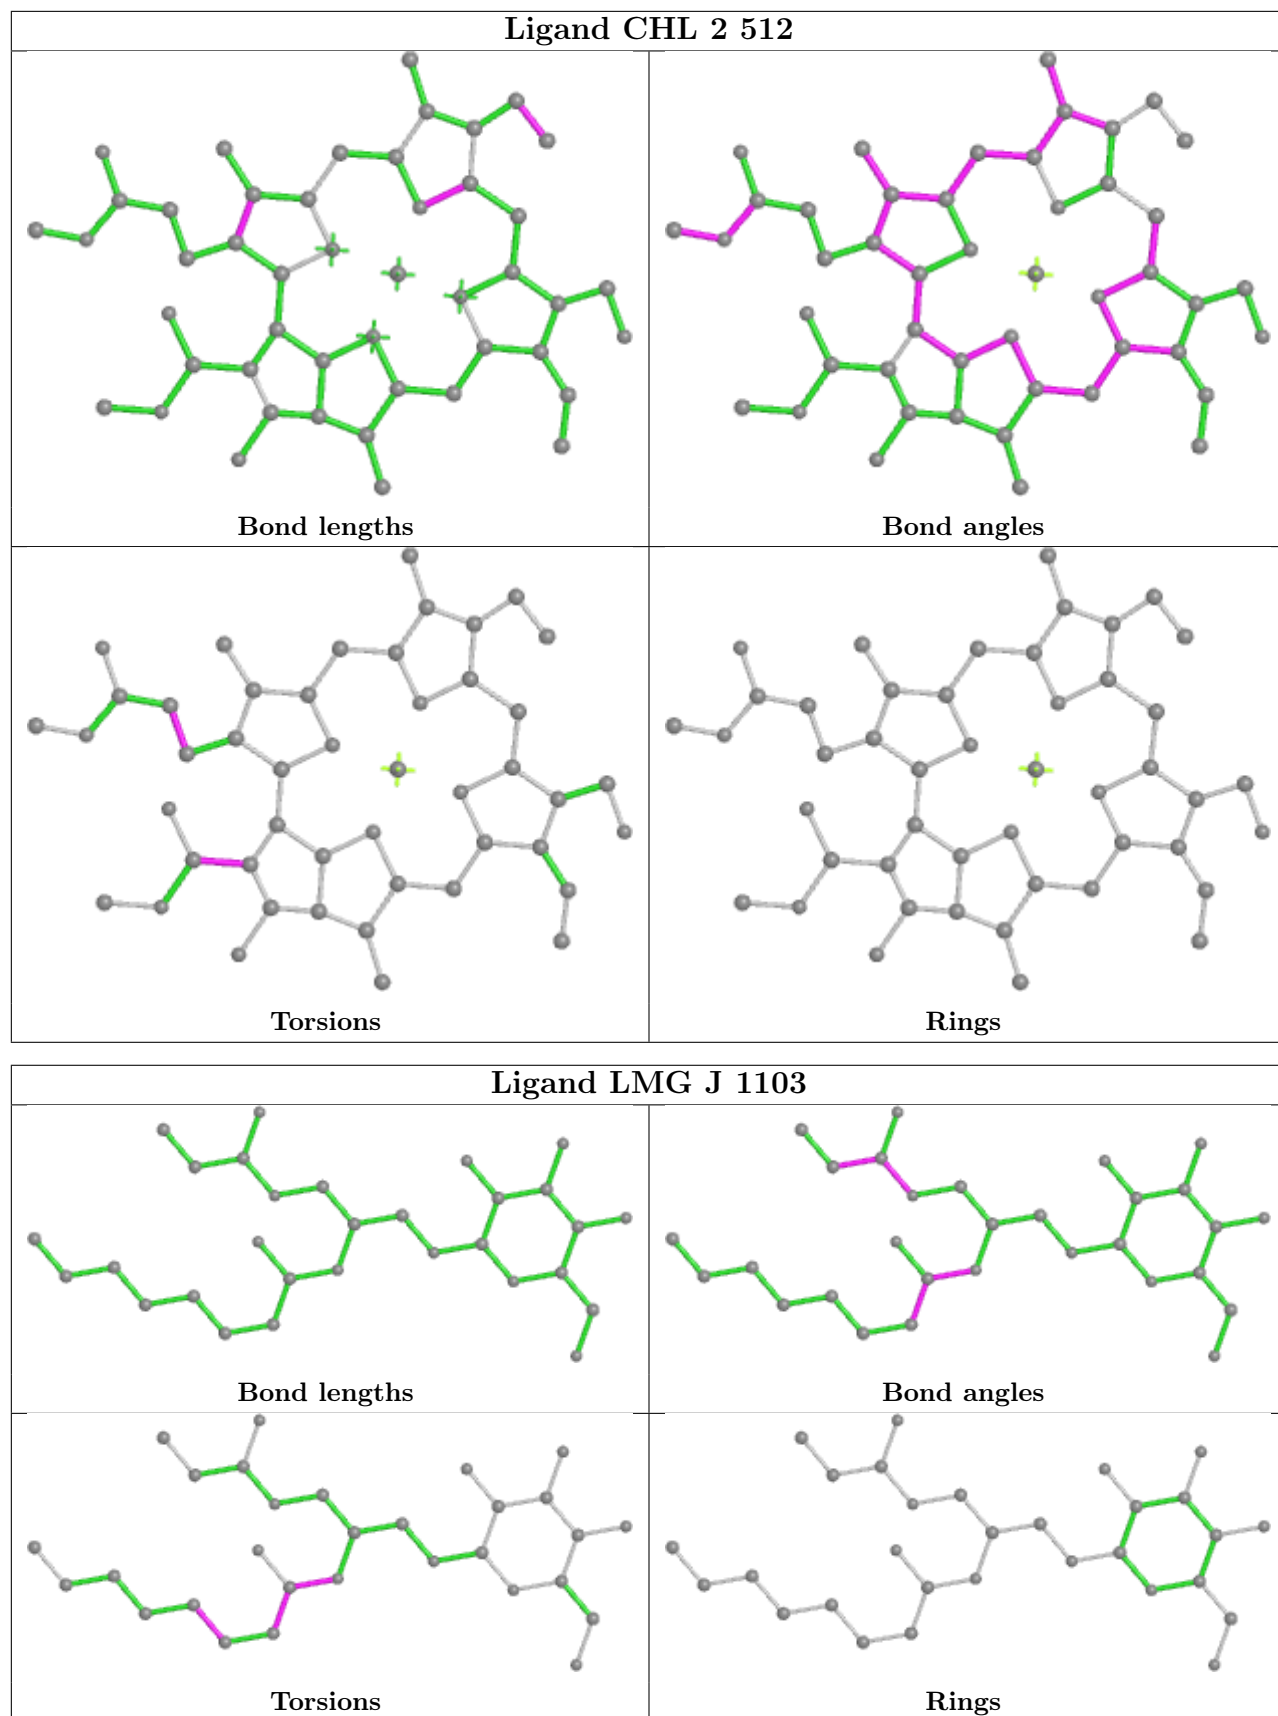 Ligand CHL 2 512
Bond lengths
Bond angles
Torsions
Rings
Ligand LMG J 1103
Bond lengths
Bond angles
Torsions
Rings